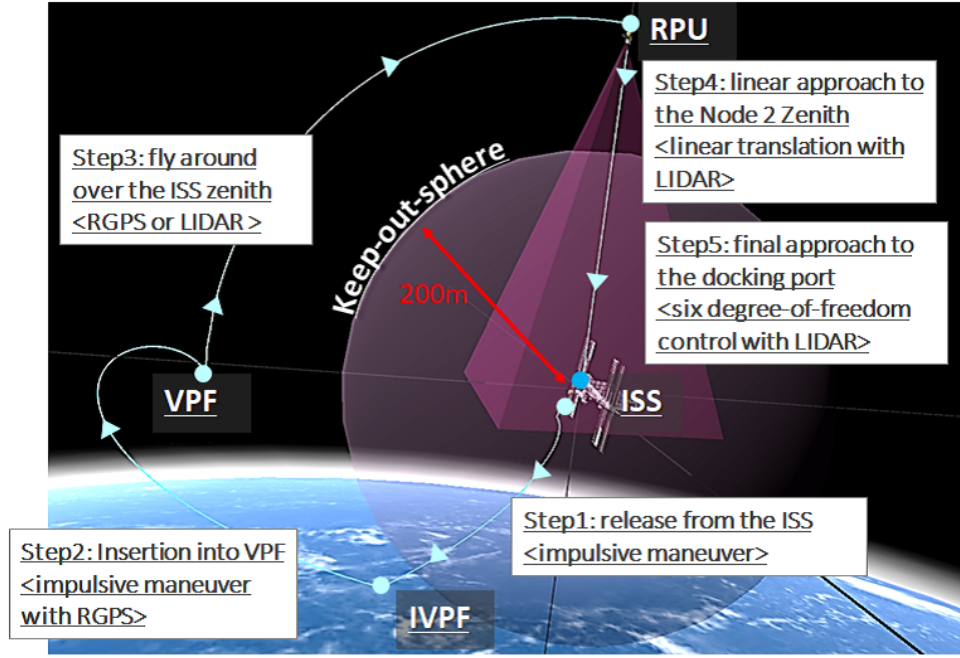 RPU
Step4: linear approach to
the Node 2 Zenith
<linear translation with
LIDAR>
Step3: fly around
over the ISS zenith
<RGPS or LIDAR >
Keep-out-sphere
200m
Step5: final approach to
the docking port
<six degree-of-freedom
control with LIDAR>
VPF
ISS
Step1: release from the ISS
<impulsive maneuver>
Step2: Insertion into VPF
<impulsive maneuver
with RGPS>
IVPF